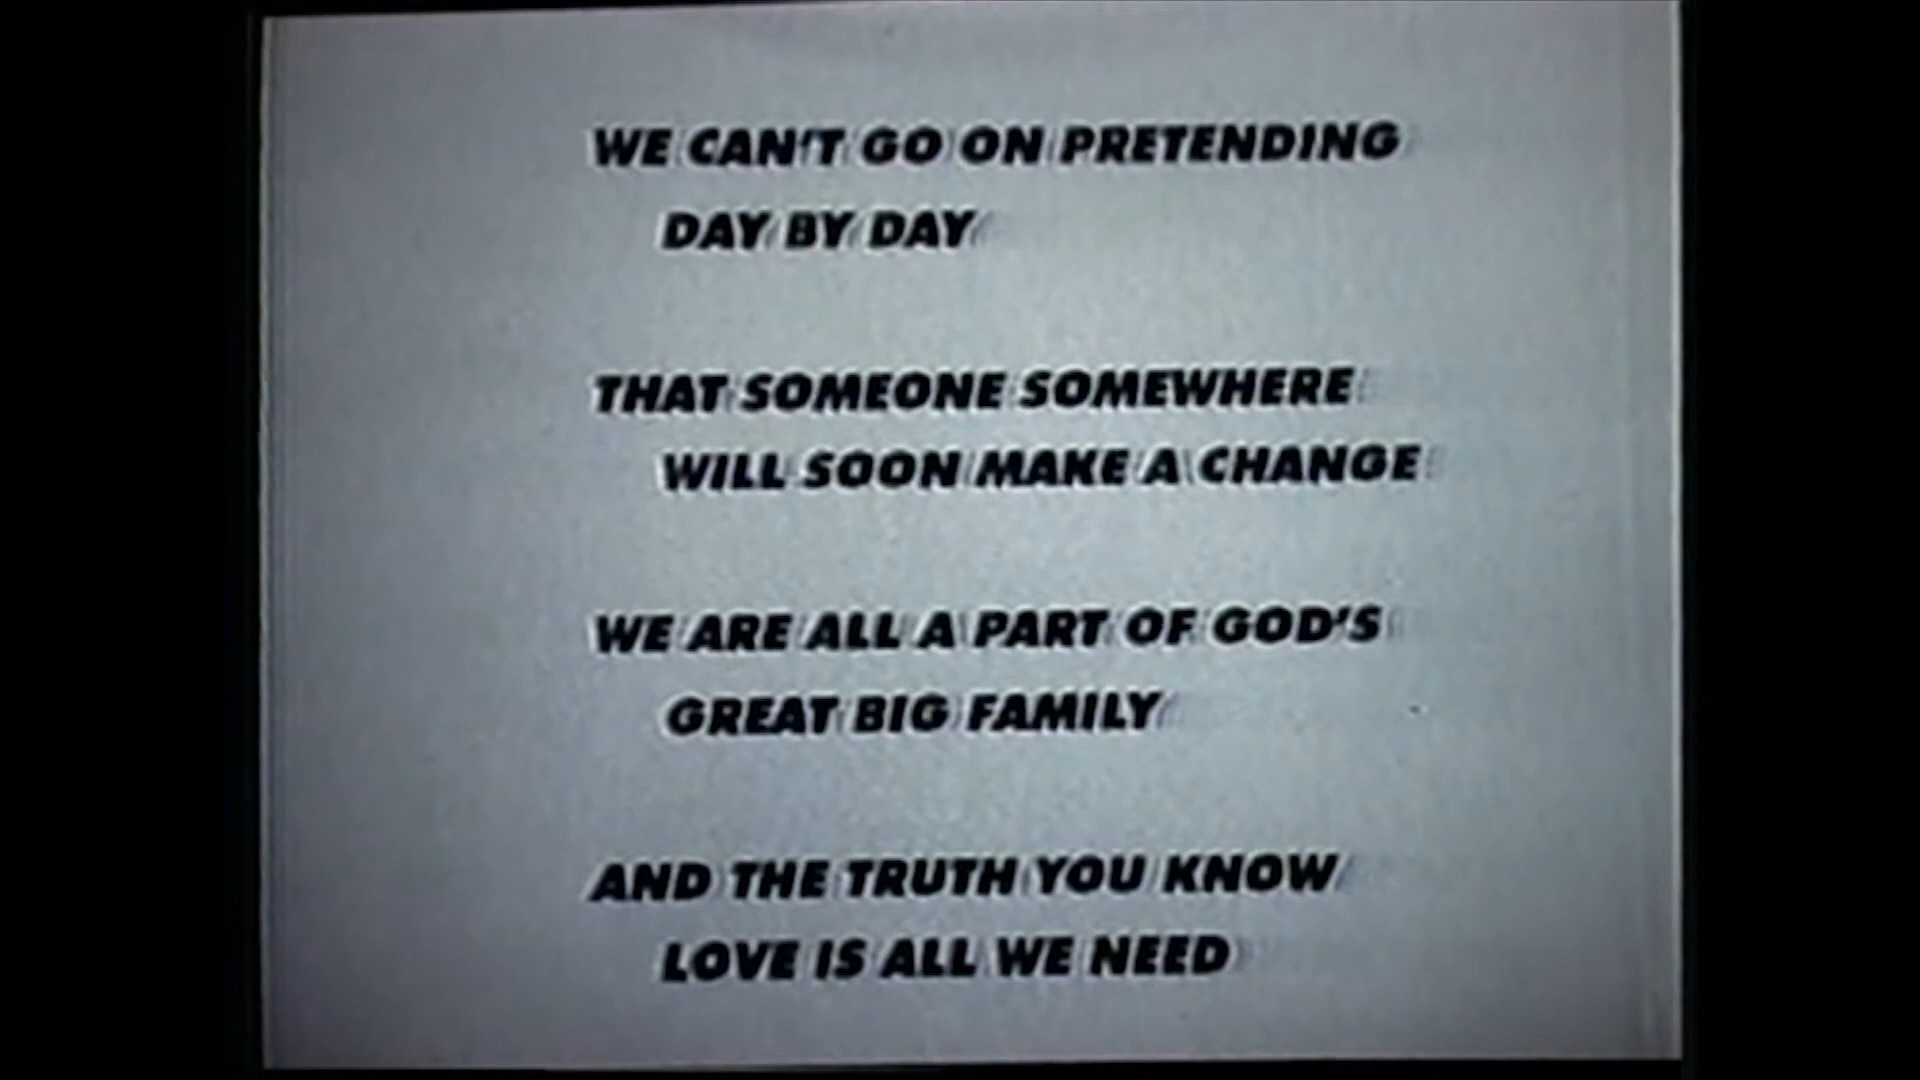 WE CAN'T GO ON PRETENDING
DAY BY DAY
THAT SOMEONE SOMEWHERE
WILL SOON MAKE A CHANGE
WE ARE ALL A PART OF GOD'S
GREAT BIG FAMILY
AND THE TRUTH YOU KNOW
LOVE IS ALL WE NEED